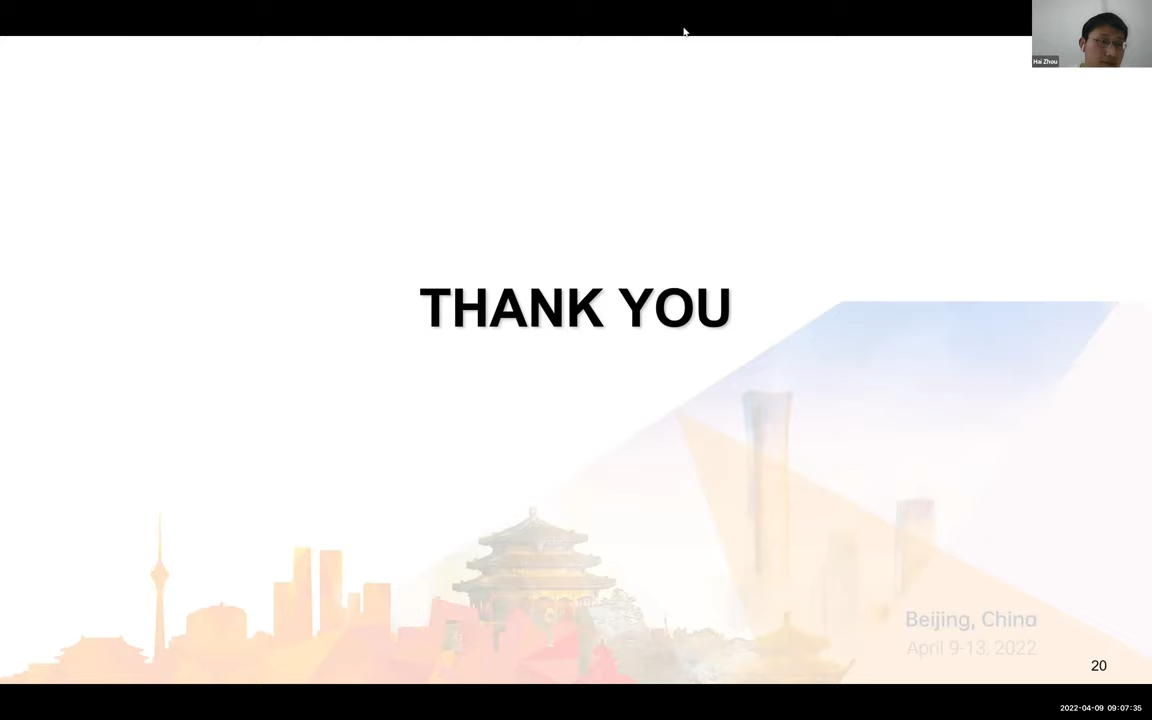 Hai Zhou
THANK YOU
Beijing, China
April 9-13, 2022
20
2022-04-09 09:07:35